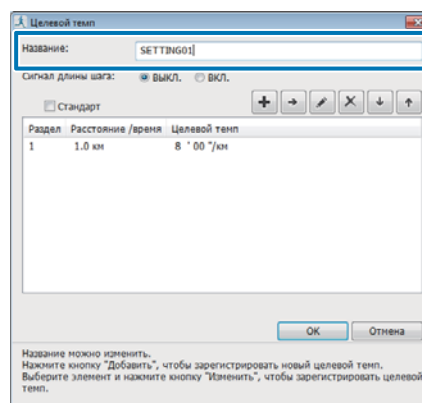 Целевой темп
Название: SETTING01
Сигнал длины шага: ВЫКЛ. ВКЛ.
Стандарт
Раздел Расстояние /время Целевой темп
1 1.0 км 8 ' 00 "/км
OK Отмена
Название можно изменить.
Нажмите кнопку "Добавить", чтобы зарегистрировать новый целевой темп.
Выберите элемент и нажмите кнопку "Изменить", чтобы зарегистрировать целевой
темп.